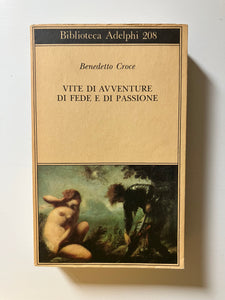 Biblioteca Adelphi 208
Benedetto Croce
VITE DI AVVENTURE
DI FEDE E DI PASSIONE